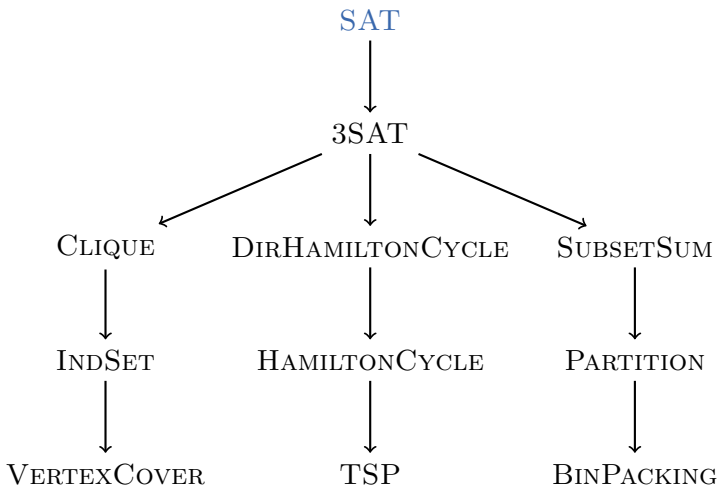 SAT
3SAT
CLIQUE DIRHAMILTONCYCLE SUBSETSUM
INDSET HAMILTONCYCLE PARTITION
VERTEXCOVER TSP BINPACKING